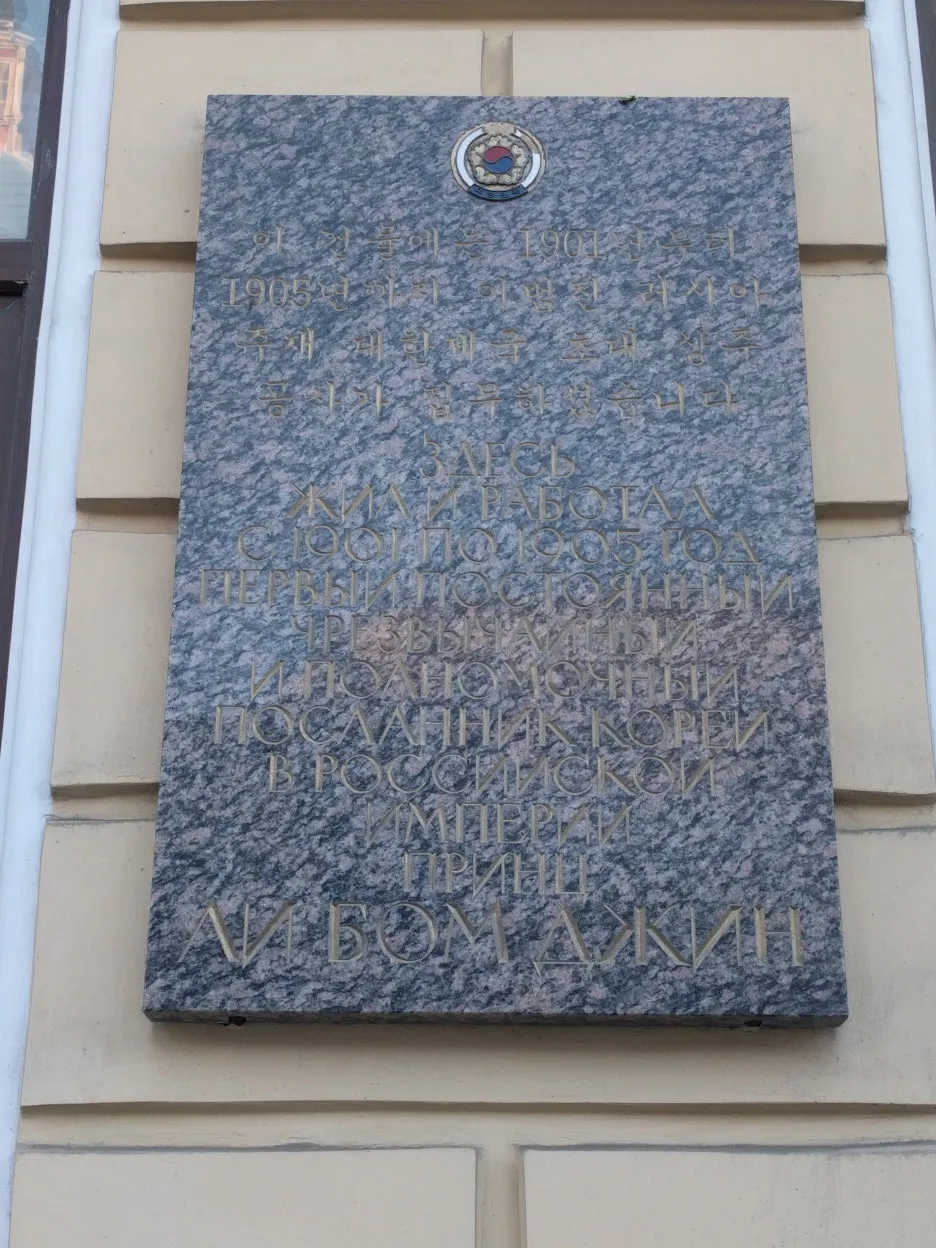 이 건물에는 1901년부터
1905년까지 이범진 러시아
주재 대한제국 초대 상주
공사가 집무하였습니다
ЗДЕСЬ
ЖИЛ И РАБОТАЛ
С 1901 ПО 1905 ГОД
ПЕРВЫЙ ПОСТОЯННЫЙ
ЧРЕЗВЫЧАЙНЫЙ
И ПОЛНОМОЧНЫЙ
ПОСЛАННИК КОРЕИ
В РОССИЙСКОЙ
ИМПЕРИИ
ПРИНЦ
ЛИ БОМ ДЖИН